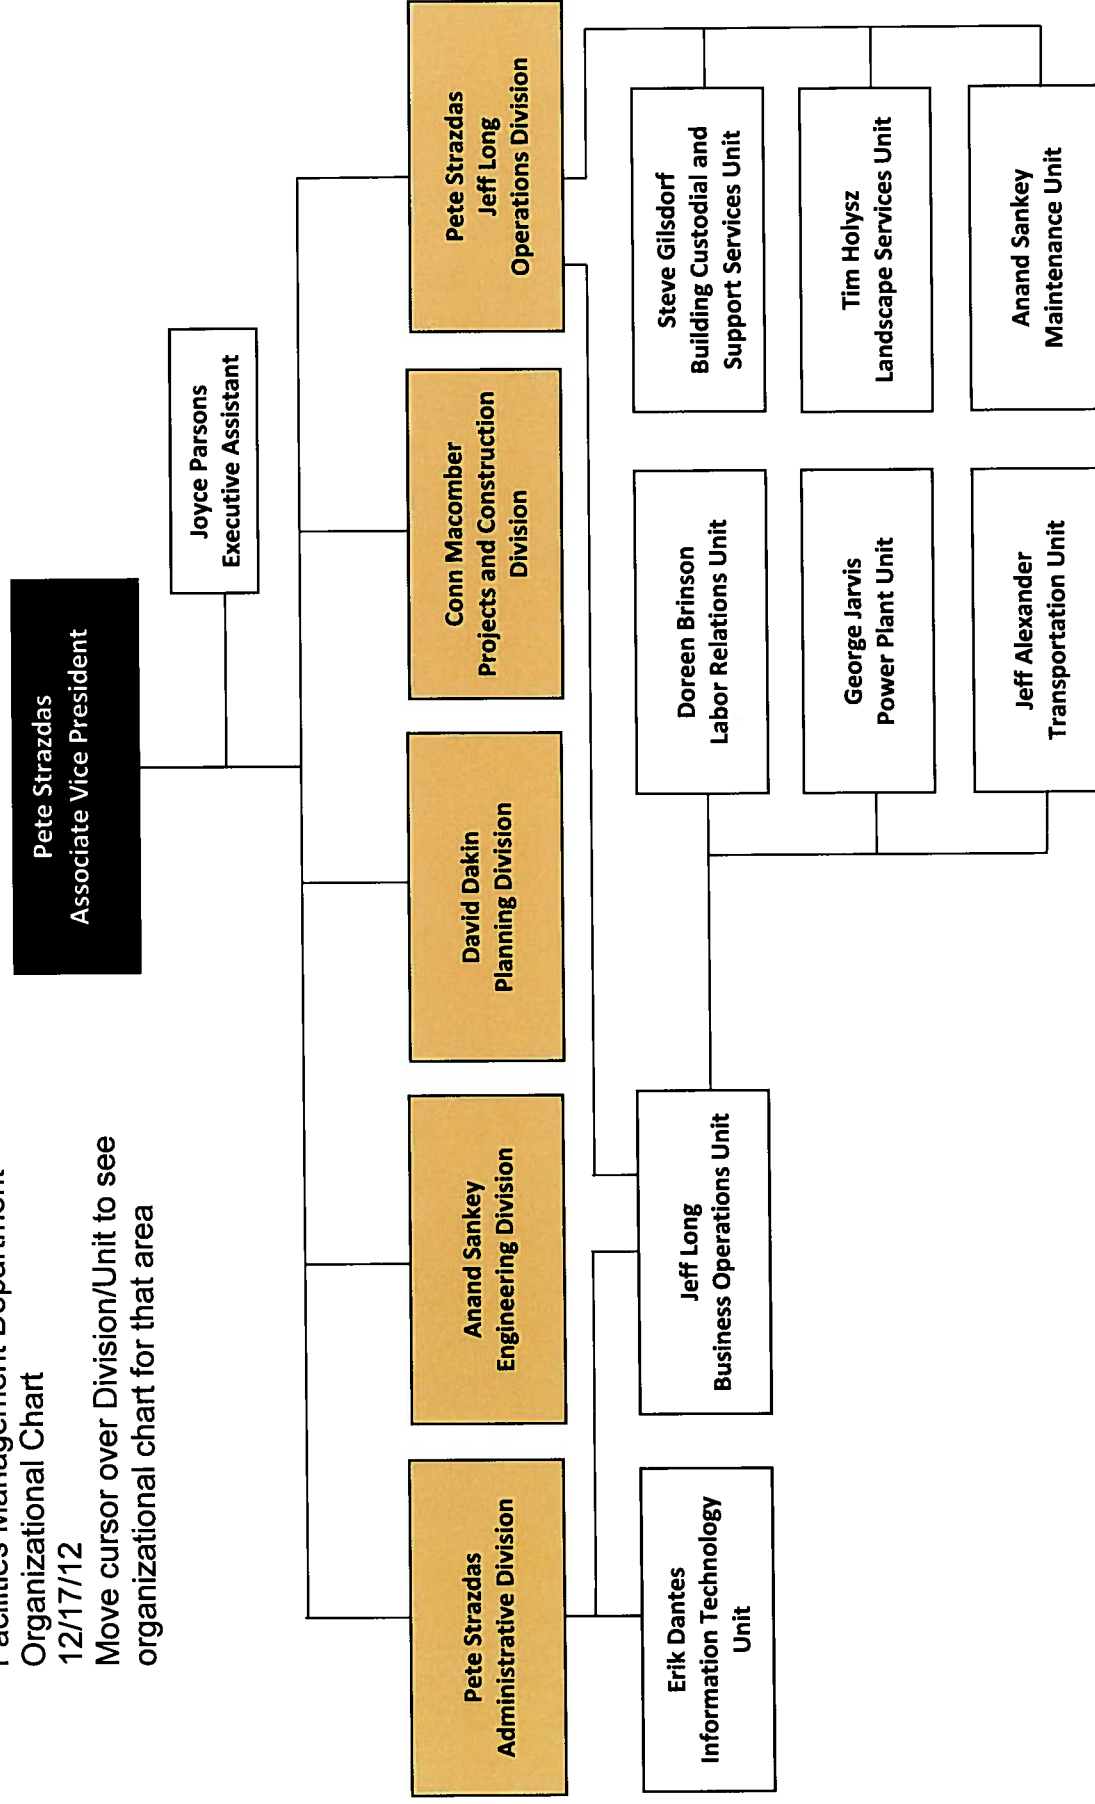 Facilities Management Department
Organizational Chart
12/17/12
Move cursor over Division/Unit to see
organizational chart for that area
Pete Strazdas
Associate Vice President
Joyce Parsons
Executive Assistant
Pete Strazdas
Administrative Division
Anand Sankey
Engineering Division
David Dakin
Planning Division
Conn Macomber
Projects and Construction
Division
Pete Strazdas
Jeff Long
Operations Division
Erik Dantes
Information Technology
Unit
Jeff Long
Business Operations Unit
Doreen Brinson
Labor Relations Unit
Steve Gilsdorf
Building Custodial and
Support Services Unit
George Jarvis
Power Plant Unit
Tim Holysz
Landscape Services Unit
Jeff Alexander
Transportation Unit
Anand Sankey
Maintenance Unit